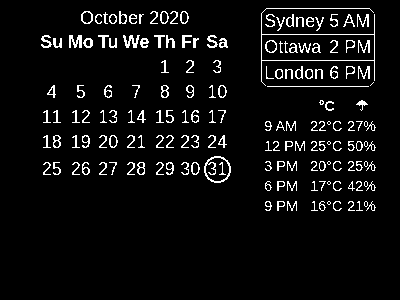 October 2020
Su Mo Tu We Th Fr Sa
1 2 3
4 5 6 7 8 9 10
11 12 13 14 15 16 17
18 19 20 21 22 23 24
25 26 27 28 29 30 31
Sydney 5 AM
Ottawa 2 PM
London 6 PM
°C ☂
9 AM 22°C 27%
12 PM 25°C 50%
3 PM 20°C 25%
6 PM 17°C 42%
9 PM 16°C 21%